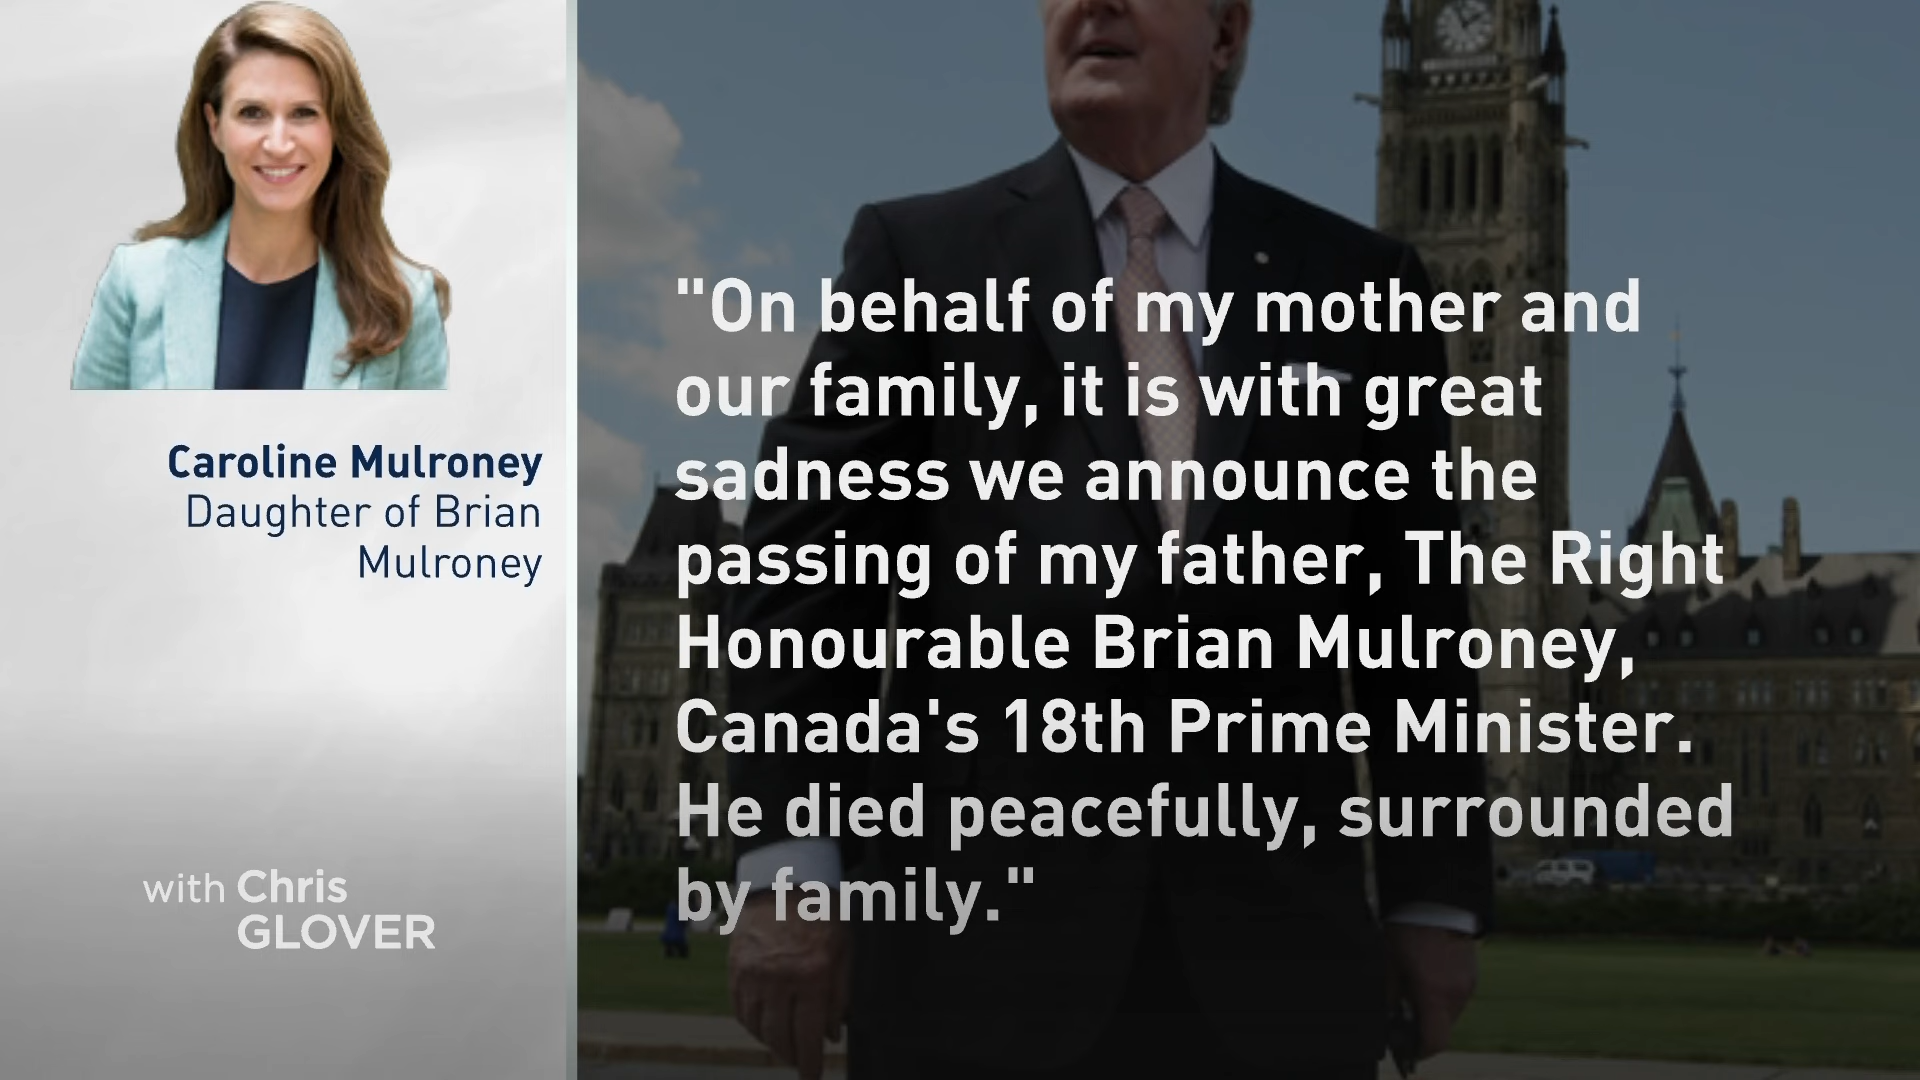 Caroline Mulroney
Daughter of Brian
Mulroney
with Chris
GLOVER
"On behalf of my mother and
our family, it is with great
sadness we announce the
passing of my father, The Right
Honourable Brian Mulroney,
Canada's 18th Prime Minister.
He died peacefully, surrounded
by family."